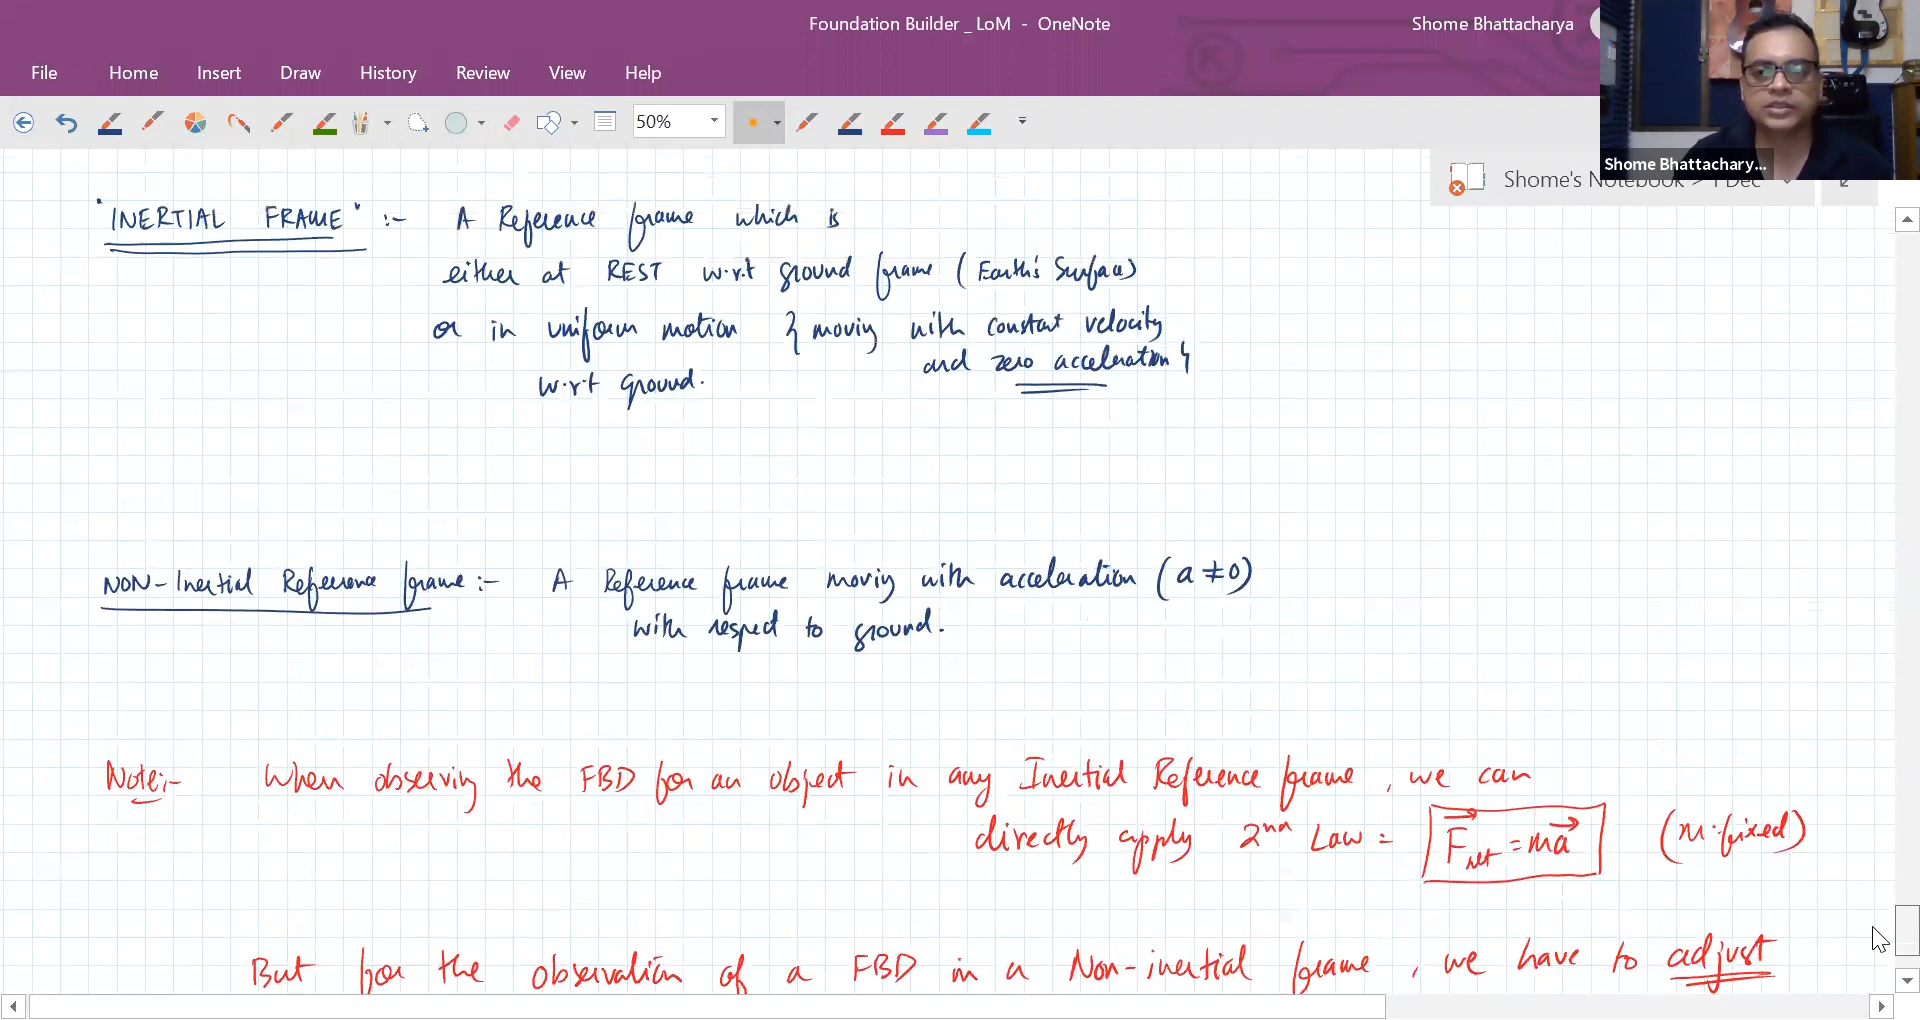 Foundation Builder _ LoM - OneNote
Shome Bhattacharya
File Home Insert Draw History Review View Help
50%
Shome Bhattachary...
Shome's Notebook > 1 Dec
"INERTIAL FRAME" :- A Reference frame which is
either at REST w.r.t ground frame (Earth's Surface)
or in uniform motion { moving with constant velocity
and zero acceleration }
w.r.t ground.
NON-Inertial Reference frame :- A Reference frame moving with acceleration (a ≠ 0)
with respect to ground.
Note:- When observing the FBD for an object in any Inertial Reference frame, we can
directly apply 2nd Law = F⃗net = ma⃗ (m fixed)
But for the observation of a FBD in a Non-inertial frame, we have to adjust